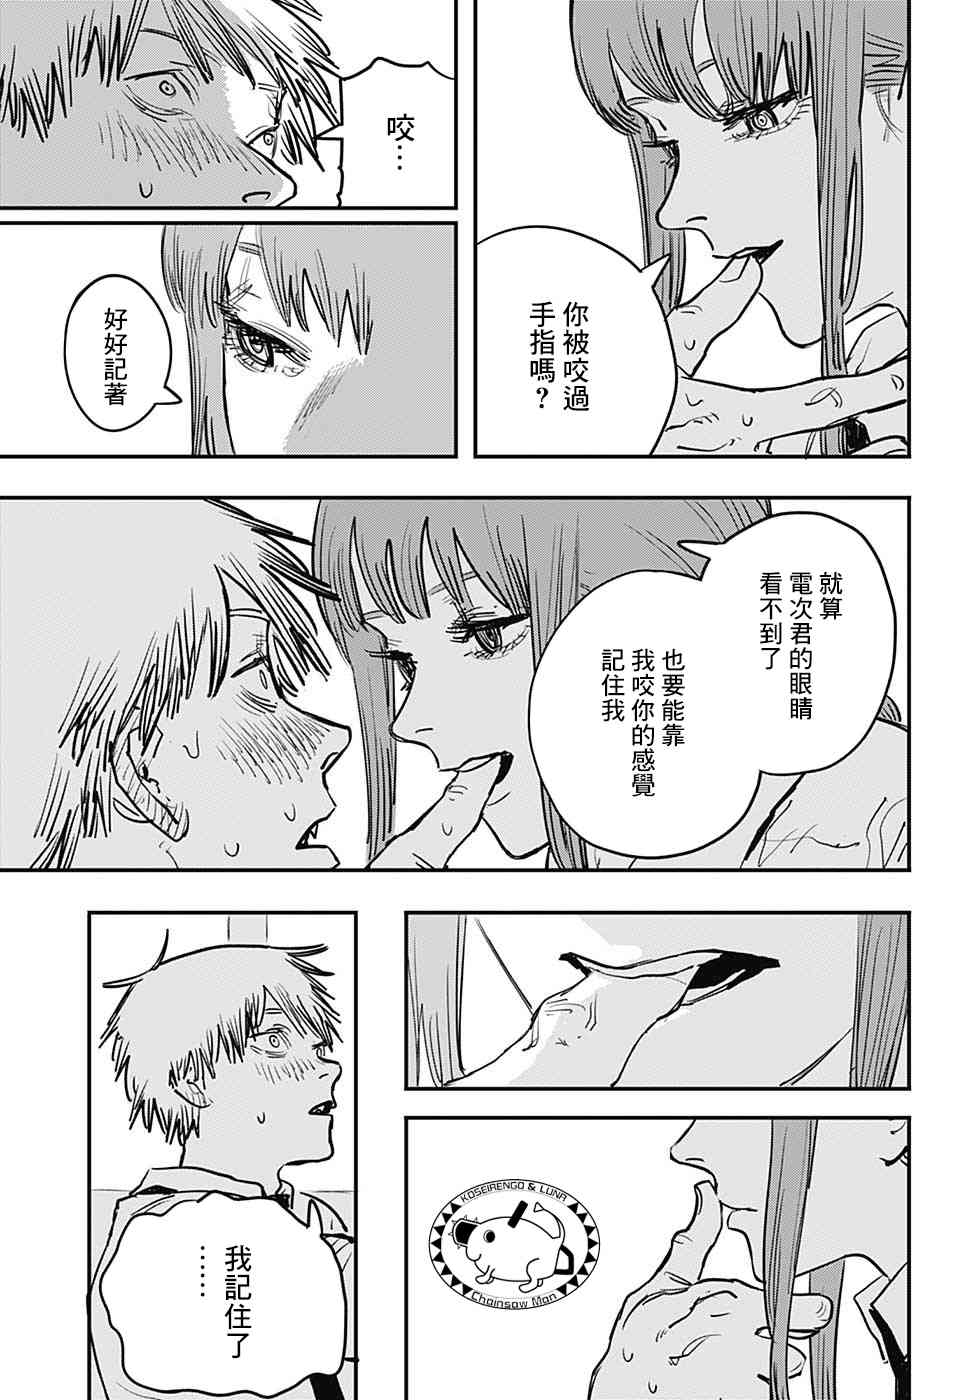 你被咬過
手指嗎？
咬…
好好記著
就算
電次君的眼睛
看不到了
也要能靠
我咬你的感覺
記住我
KOSEIRENGO & LUNA
Chainsaw Man
我記住了
……